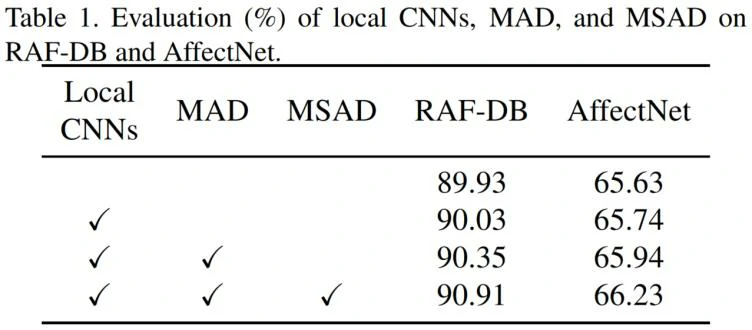 Table 1. Evaluation (%) of local CNNs, MAD, and MSAD on
RAF-DB and AffectNet.
Local CNNs MAD MSAD RAF-DB AffectNet
89.93 65.63
✓ 90.03 65.74
✓ ✓ 90.35 65.94
✓ ✓ ✓ 90.91 66.23